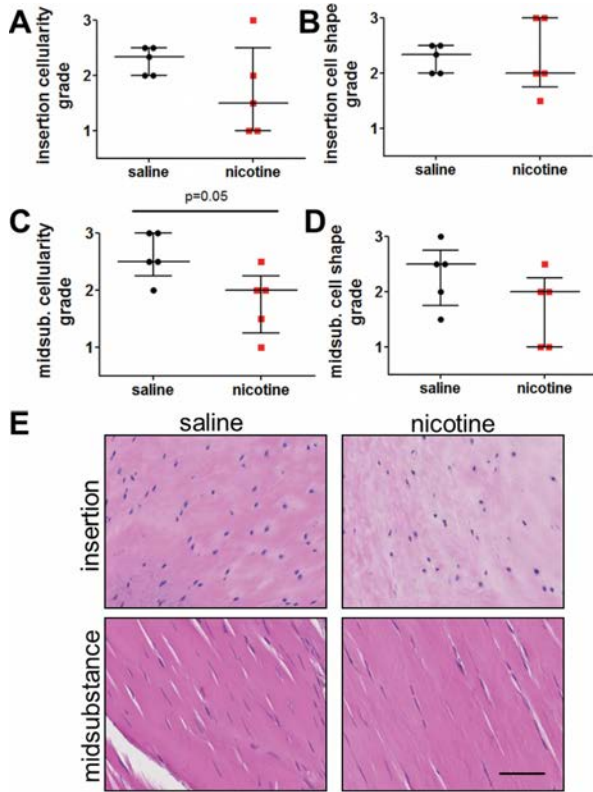 A
insertion cellularity
grade
3
2
1
saline
nicotine
B
insertion cell shape
grade
3
2
1
saline
nicotine
C
midsub. cellularity
grade
p=0.05
3
2
1
saline
nicotine
D
midsub. cell shape
grade
3
2
1
saline
nicotine
E
saline
nicotine
insertion
midsubstance